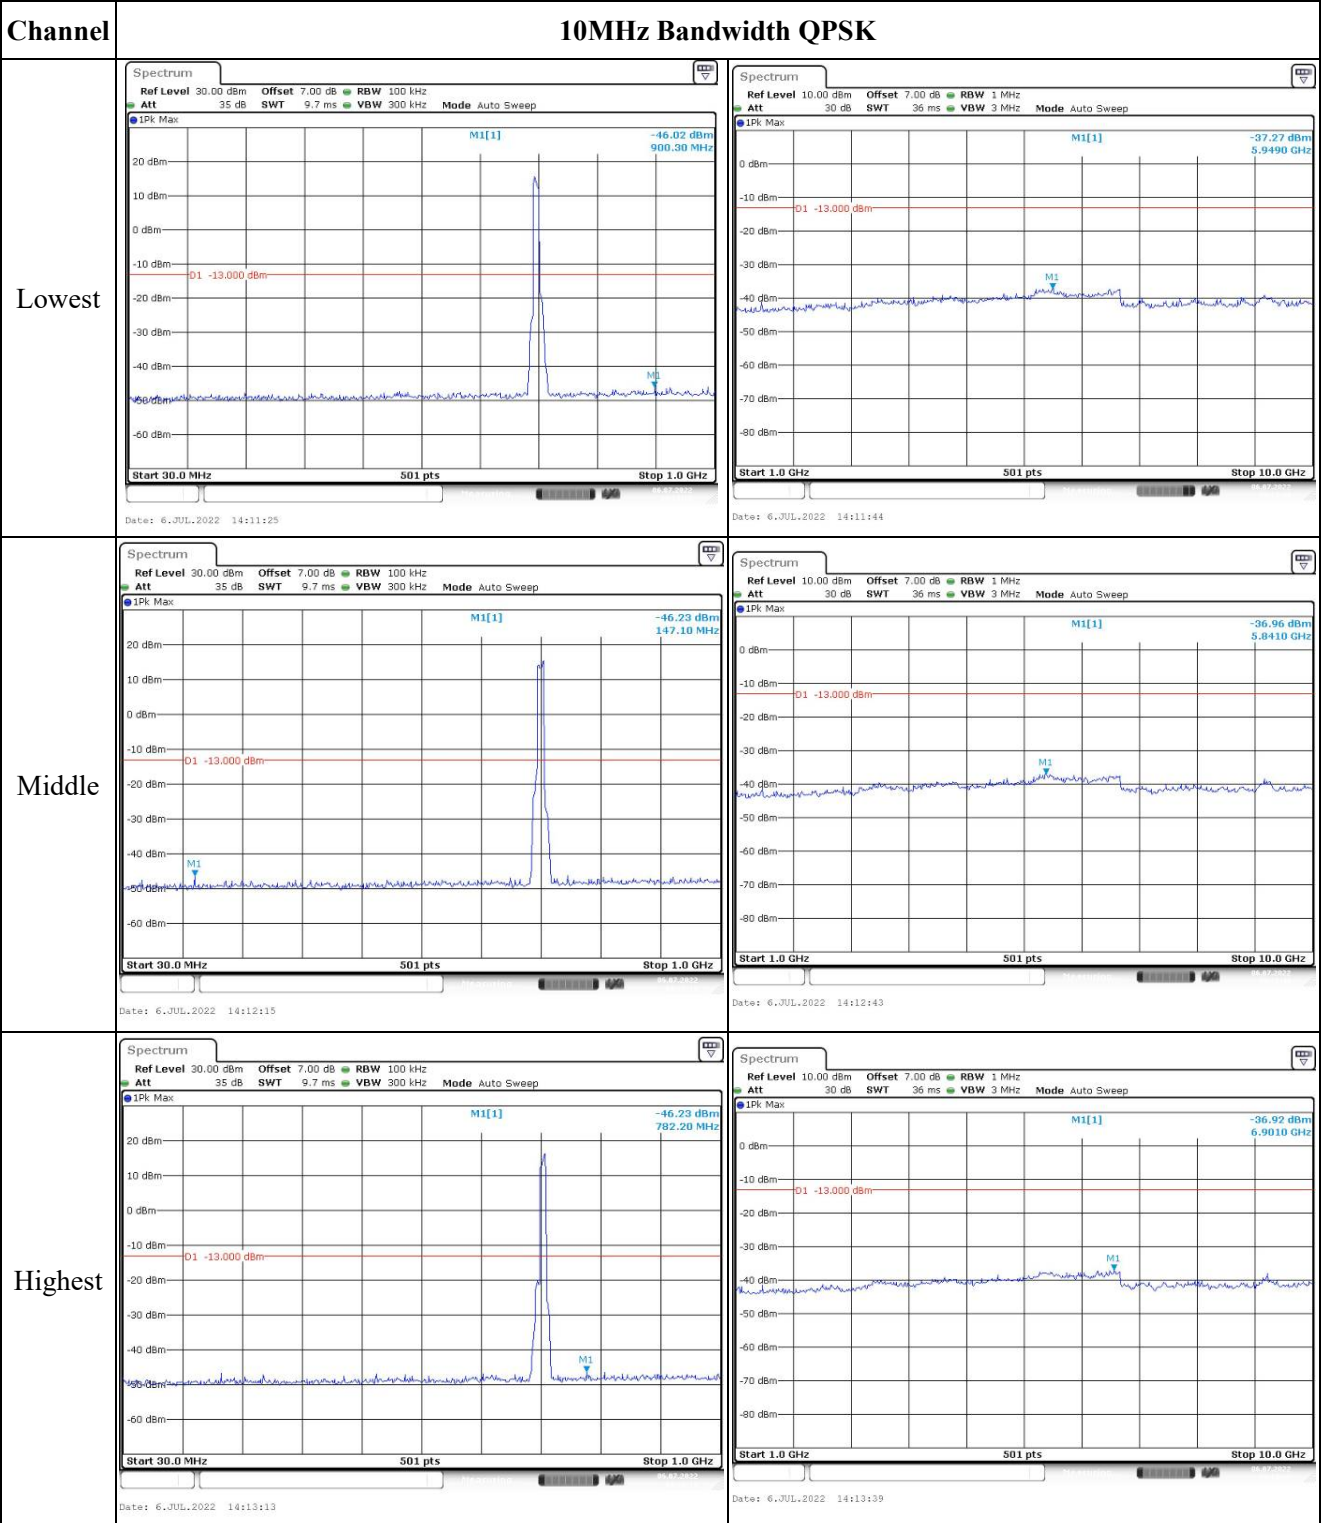 Channel
10MHz Bandwidth QPSK
Lowest
Spectrum
Ref Level 30.00 dBm Offset 7.00 dB RBW 100 kHz
Att 35 dB SWT 9.7 ms VBW 300 kHz Mode Auto Sweep
1Pk Max
M1[1] -46.02 dBm
900.30 MHz
20 dBm
10 dBm
0 dBm
-10 dBm
D1 -13.000 dBm
-20 dBm
-30 dBm
-40 dBm
M1
-50 dBm
-60 dBm
Start 30.0 MHz 501 pts Stop 1.0 GHz
Date: 6.JUL.2022 14:11:25
Spectrum
Ref Level 10.00 dBm Offset 7.00 dB RBW 1 MHz
Att 30 dB SWT 36 ms VBW 3 MHz Mode Auto Sweep
1Pk Max
M1[1] -37.27 dBm
5.9490 GHz
0 dBm
-10 dBm
D1 -13.000 dBm
-20 dBm
-30 dBm
M1
-40 dBm
-50 dBm
-60 dBm
-70 dBm
-80 dBm
Start 1.0 GHz 501 pts Stop 10.0 GHz
Date: 6.JUL.2022 14:11:44
Middle
Spectrum
Ref Level 30.00 dBm Offset 7.00 dB RBW 100 kHz
Att 35 dB SWT 9.7 ms VBW 300 kHz Mode Auto Sweep
1Pk Max
M1[1] -46.23 dBm
147.10 MHz
20 dBm
10 dBm
0 dBm
-10 dBm
D1 -13.000 dBm
-20 dBm
-30 dBm
-40 dBm
M1
-50 dBm
-60 dBm
Start 30.0 MHz 501 pts Stop 1.0 GHz
Date: 6.JUL.2022 14:12:15
Spectrum
Ref Level 10.00 dBm Offset 7.00 dB RBW 1 MHz
Att 30 dB SWT 36 ms VBW 3 MHz Mode Auto Sweep
1Pk Max
M1[1] -36.96 dBm
5.8410 GHz
0 dBm
-10 dBm
D1 -13.000 dBm
-20 dBm
-30 dBm
M1
-40 dBm
-50 dBm
-60 dBm
-70 dBm
-80 dBm
Start 1.0 GHz 501 pts Stop 10.0 GHz
Date: 6.JUL.2022 14:12:43
Highest
Spectrum
Ref Level 30.00 dBm Offset 7.00 dB RBW 100 kHz
Att 35 dB SWT 9.7 ms VBW 300 kHz Mode Auto Sweep
1Pk Max
M1[1] -46.23 dBm
782.20 MHz
20 dBm
10 dBm
0 dBm
-10 dBm
D1 -13.000 dBm
-20 dBm
-30 dBm
-40 dBm
M1
-50 dBm
-60 dBm
Start 30.0 MHz 501 pts Stop 1.0 GHz
Date: 6.JUL.2022 14:13:13
Spectrum
Ref Level 10.00 dBm Offset 7.00 dB RBW 1 MHz
Att 30 dB SWT 36 ms VBW 3 MHz Mode Auto Sweep
1Pk Max
M1[1] -36.92 dBm
6.9010 GHz
0 dBm
-10 dBm
D1 -13.000 dBm
-20 dBm
-30 dBm
M1
-40 dBm
-50 dBm
-60 dBm
-70 dBm
-80 dBm
Start 1.0 GHz 501 pts Stop 10.0 GHz
Date: 6.JUL.2022 14:13:39